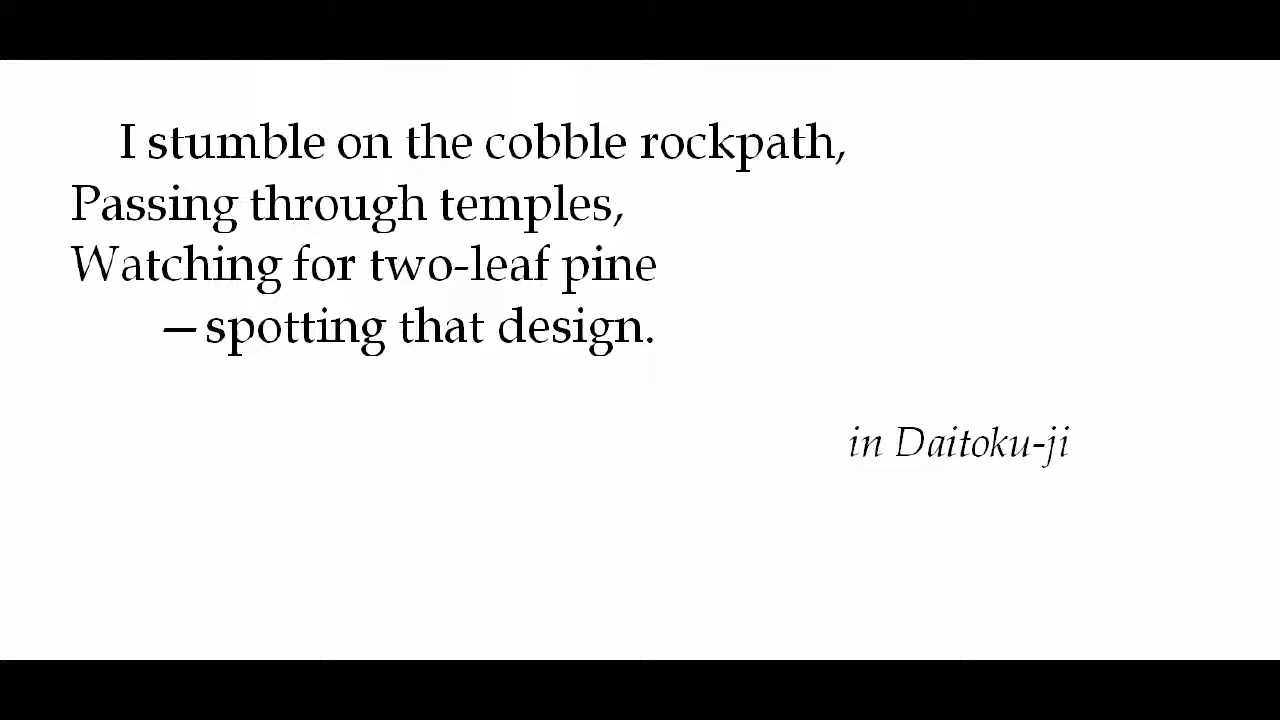 I stumble on the cobble rockpath,
Passing through temples,
Watching for two-leaf pine
—spotting that design.
in Daitoku-ji